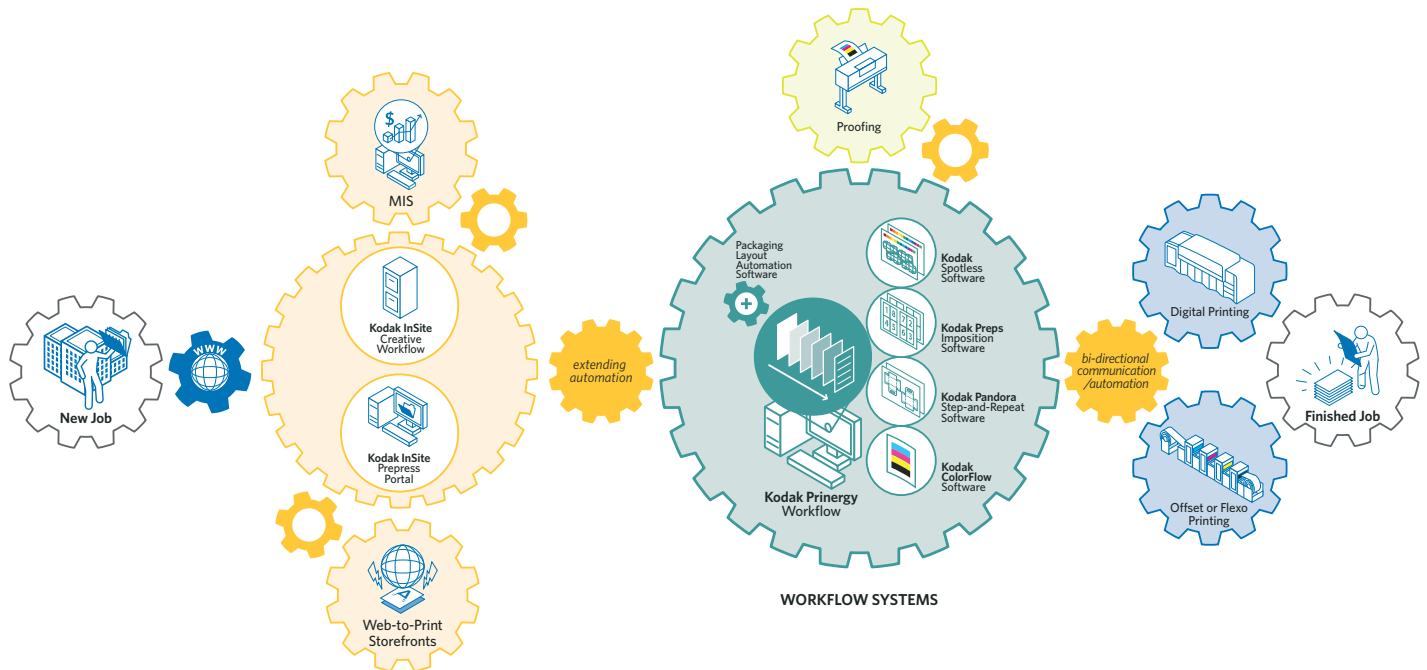 New Job
WWW
$
MIS
Kodak InSite
Creative
Workflow
Kodak InSite
Prepress
Portal
A
Web-to-Print
Storefronts
extending
automation
Proofing
Packaging
Layout
Automation
Software
+
Kodak Prinergy
Workflow
Kodak
Spotless
Software
Kodak Preps
Imposition
Software
Kodak Pandora
Step-and-Repeat
Software
Kodak
ColorFlow
Software
WORKFLOW SYSTEMS
bi-directional
communication
/automation
Digital Printing
Offset or Flexo
Printing
Finished Job